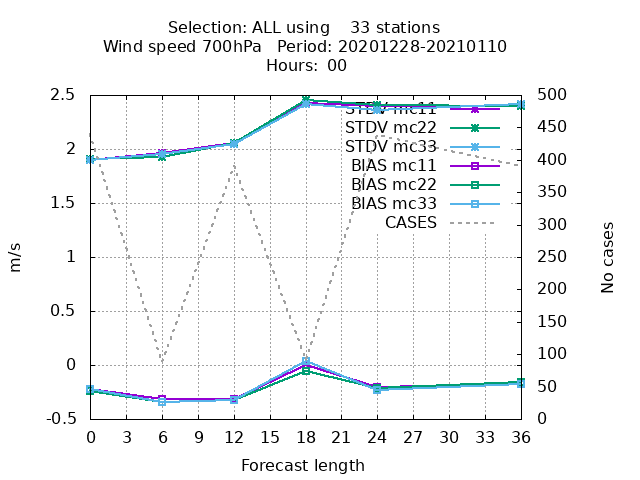 Selection: ALL using 33 stations
Wind speed 700hPa Period: 20201228-20210110
Hours: 00
2.5
2
1.5
1
0.5
0
-0.5
m/s
500
450
400
350
300
250
200
150
100
50
0
No cases
STDV mc11
STDV mc22
STDV mc33
BIAS mc11
BIAS mc22
BIAS mc33
CASES
0 3 6 9 12 15 18 21 24 27 30 33 36
Forecast length